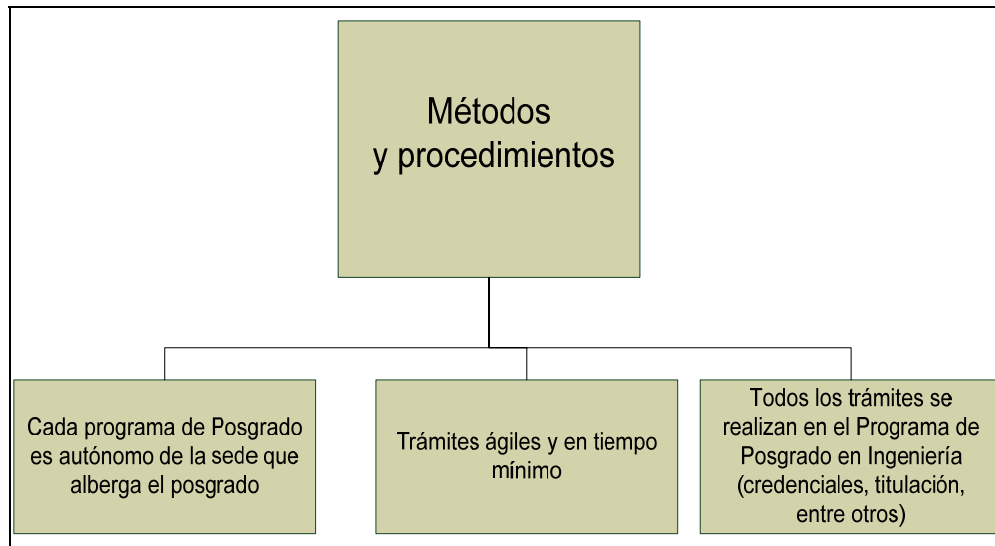 Métodos
y procedimientos
Cada programa de Posgrado
es autónomo de la sede que
alberga el posgrado
Trámites ágiles y en tiempo
mínimo
Todos los trámites se
realizan en el Programa de
Posgrado en Ingeniería
(credenciales, titulación,
entre otros)